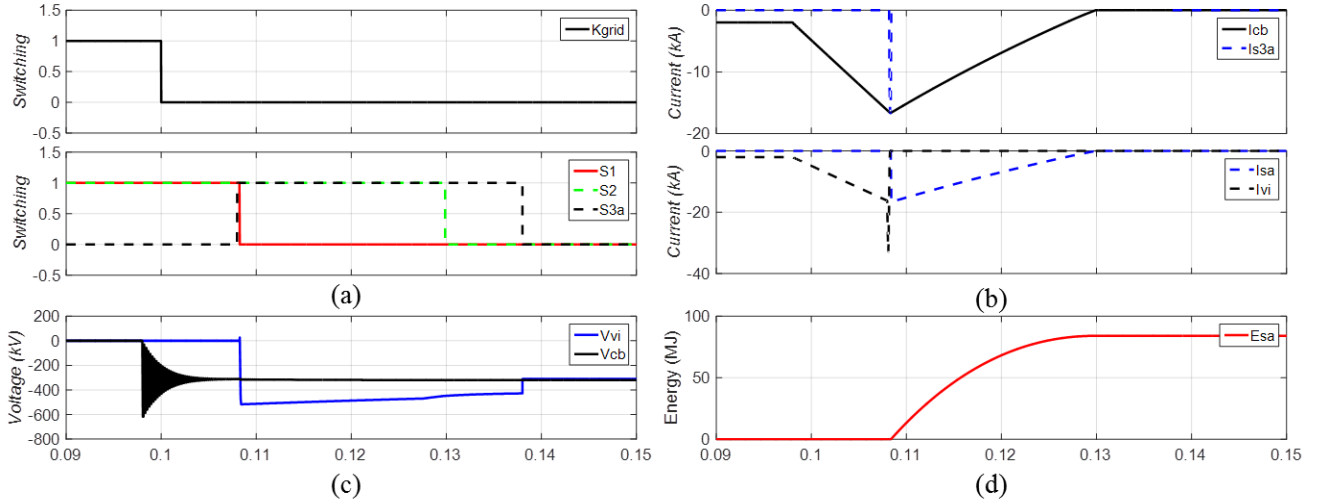 1.5
1
0.5
0
-0.5
Switching
Kgrid
1.5
1
0.5
0
-0.5
Switching
S1
S2
S3a
(a)
0
-10
-20
Current (kA)
Icb
Is3a
0
-20
-40
Current (kA)
Isa
Ivi
(b)
200
0
-200
-400
-600
-800
Voltage (kV)
Vvi
Vcb
0.09 0.1 0.11 0.12 0.13 0.14 0.15
(c)
100
50
0
Energy (MJ)
Esa
0.09 0.1 0.11 0.12 0.13 0.14 0.15
(d)